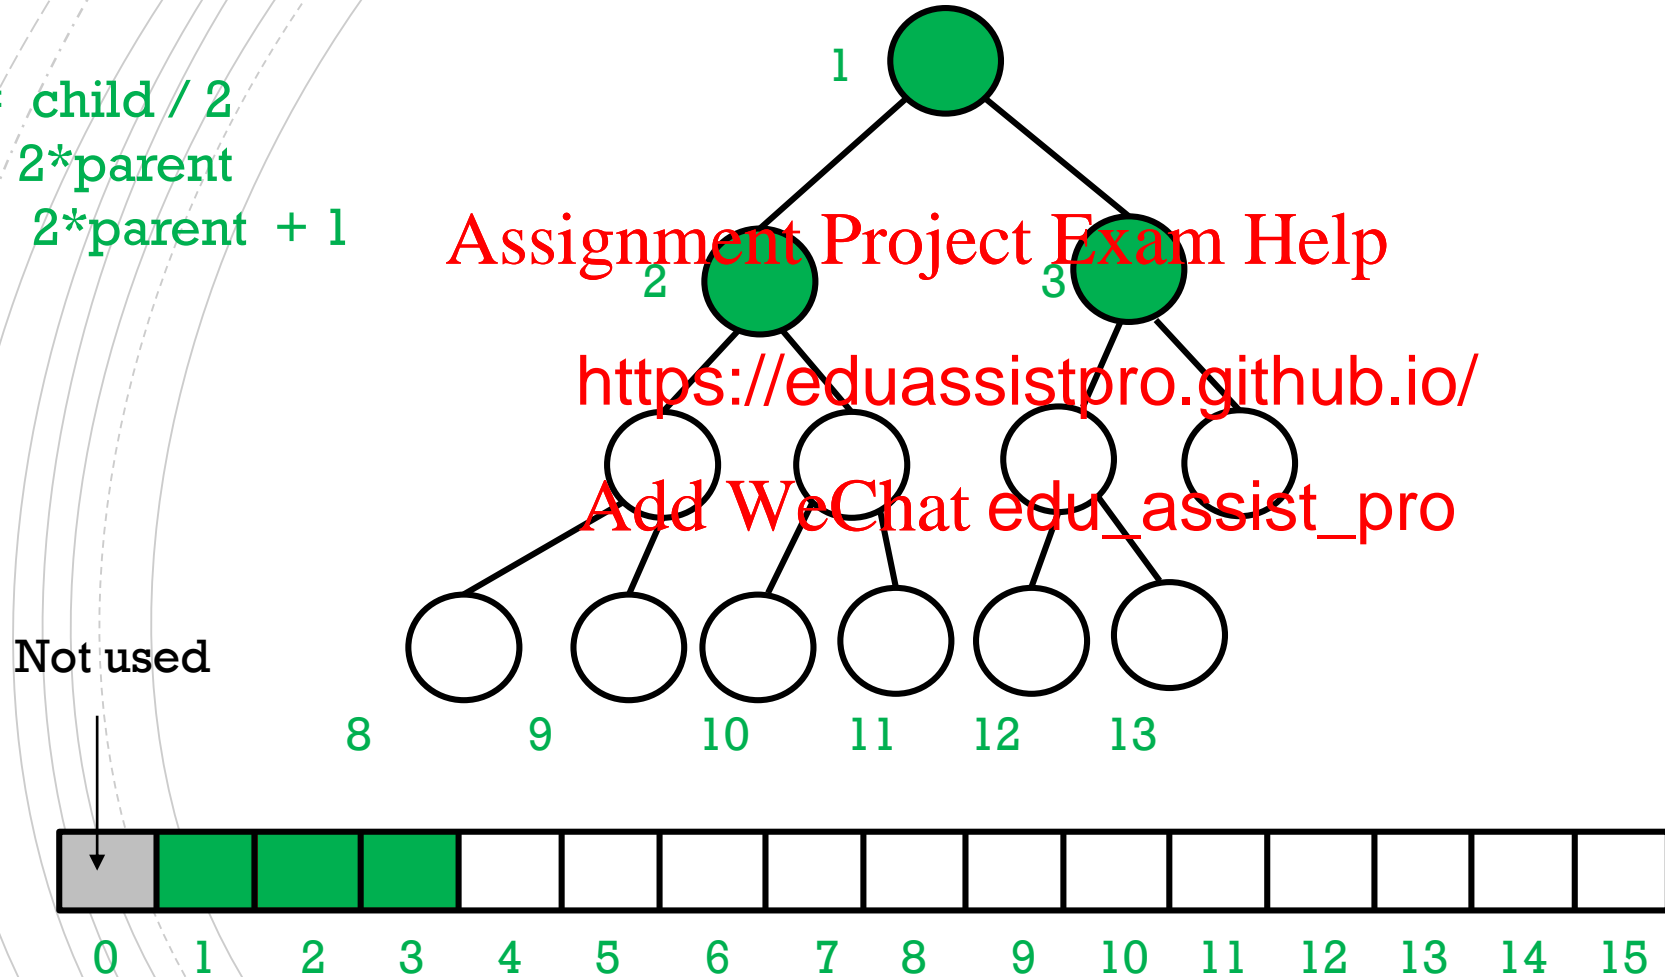 1
= child / 2
2*parent
2*parent + 1
Assignment Project Exam Help
2
3
https://eduassistpro.github.io/
Add WeChat edu_assist_pro
Not used
8 9 10 11 12 13
0 1 2 3 4 5 6 7 8 9 10 11 12 13 14 15